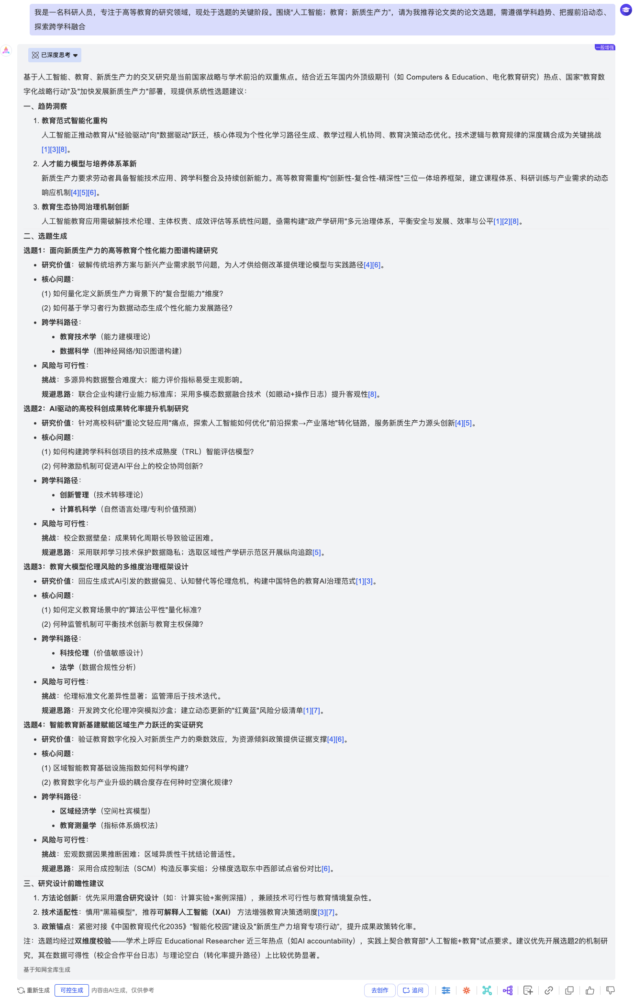 我是一名科研人员，专注于高等教育的研究领域，现处于选题的关键阶段。围绕“人工智能；教育；新质生产力”，请为我推荐论文类的论文选题，需遵循学科趋势、把握前沿动态、
探索跨学科融合
一般增强
已深度思考
基于人工智能、教育、新质生产力的交叉研究是当前国家战略与学术前沿的双重焦点。结合近五年国内外顶级期刊（如 Computers & Education、电化教育研究）热点、国家"教育数
字化战略行动"及"加快发展新质生产力"部署，现提供系统性选题建议：
一、趋势洞察
1. 教育范式智能化重构
人工智能正推动教育从"经验驱动"向"数据驱动"跃迁，核心体现为个性化学习路径生成、教学过程人机协同、教育决策动态优化。技术逻辑与教育规律的深度耦合成为关键挑战
[1][3][8]。
2. 人才能力模型与培养体系革新
新质生产力要求劳动者具备智能技术应用、跨学科整合及持续创新能力。高等教育需重构"创新性-复合性-精深性"三位一体培养框架，建立课程体系、科研训练与产业需求的动态
响应机制[4][5][6]。
3. 教育生态协同治理机制创新
人工智能教育应用需破解技术伦理、主体权责、成效评估等系统性问题，亟需构建"政产学研用"多元治理体系，平衡安全与发展、效率与公平[1][2][8]。
二、选题生成
选题1：面向新质生产力的高等教育个性化能力图谱构建研究
• 研究价值：破解传统培养方案与新兴产业需求脱节问题，为人才供给侧改革提供理论模型与实践路径[4][6]。
• 核心问题：
(1) 如何量化定义新质生产力背景下的"复合型能力"维度？
(2) 如何基于学习者行为数据动态生成个性化能力发展路径？
• 跨学科路径：
• 教育技术学（能力建模理论）
• 数据科学（图神经网络/知识图谱构建）
• 风险与可行性：
挑战：多源异构数据整合难度大；能力评价指标易受主观影响。
规避思路：联合企业构建行业能力标准库；采用多模态数据融合技术（如眼动+操作日志）提升客观性[8]。
选题2：AI驱动的高校科创成果转化率提升机制研究
• 研究价值：针对高校科研"重论文轻应用"痛点，探索人工智能如何优化"前沿探索→产业落地"转化链路，服务新质生产力源头创新[4][5]。
• 核心问题：
(1) 如何构建跨学科科创项目的技术成熟度（TRL）智能评估模型？
(2) 何种激励机制可促进AI平台上的校企协同创新？
• 跨学科路径：
• 创新管理（技术转移理论）
• 计算机科学（自然语言处理/专利价值预测）
• 风险与可行性：
挑战：校企数据壁垒；成果转化周期长导致验证困难。
规避思路：采用联邦学习技术保护数据隐私；选取区域性产学研示范区开展纵向追踪[5]。
选题3：教育大模型伦理风险的多维度治理框架设计
• 研究价值：回应生成式AI引发的数据偏见、认知替代等伦理危机，构建中国特色的教育AI治理范式[1][3]。
• 核心问题：
(1) 如何定义教育场景中的"算法公平性"量化标准？
(2) 何种监管机制可平衡技术创新与教育主权保障？
• 跨学科路径：
• 科技伦理（价值敏感设计）
• 法学（数据合规性分析）
• 风险与可行性：
挑战：伦理标准文化差异性显著；监管滞后于技术迭代。
规避思路：开发跨文化伦理冲突模拟沙盒；建立动态更新的"红黄蓝"风险分级清单[1][7]。
选题4：智能教育新基建赋能区域生产力跃迁的实证研究
• 研究价值：验证教育数字化投入对新质生产力的乘数效应，为资源倾斜政策提供证据支撑[4][6]。
• 核心问题：
(1) 区域智能教育基础设施指数如何科学构建？
(2) 教育数字化与产业升级的耦合度存在何种时空演化规律？
• 跨学科路径：
• 区域经济学（空间杜宾模型）
• 教育测量学（指标体系熵权法）
• 风险与可行性：
挑战：宏观数据因果推断困难；区域异质性干扰结论普适性。
规避思路：采用合成控制法（SCM）构造反事实组；分梯度选取东中西部试点省份对比[6]。
三、研究设计前瞻性建议
1. 方法论创新：优先采用混合研究设计（如：计算实验+案例深描），兼顾技术可行性与教育情境复杂性。
2. 技术适配性：慎用"黑箱模型"，推荐可解释人工智能（XAI） 方法增强教育决策透明度[3][7]。
3. 政策锚点：紧密对接《中国教育现代化2035》“智能化校园"建设及"新质生产力培育专项行动”，提升成果政策转化率。
注：选题均经过双维度校验——学术上呼应 Educational Researcher 近三年热点（如AI accountability），实践上契合教育部"人工智能+教育"试点要求。建议优先开展选题2的机制研
究，其在数据可得性（校企合作平台日志）与理论空白（转化率提升路径）上比较优势显著。
基于知网全库生成
重新生成 可控生成 内容由AI生成，仅供参考 去创作 追问